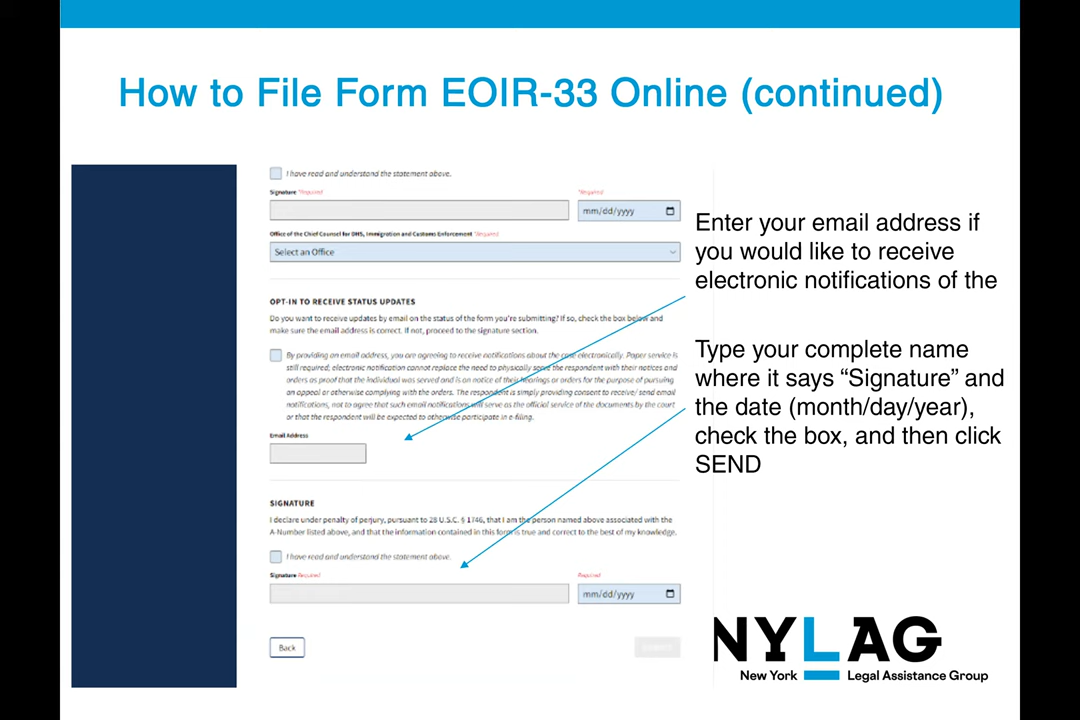 How to File Form EOIR-33 Online (continued)
I have read and understand the statement above.
Signature *Required
*Required
mm/dd/yyyy
Office of the Chief Counsel for DHS, Immigration and Customs Enforcement *Required
Select an Office
OPT-IN TO RECEIVE STATUS UPDATES
Do you want to receive updates by email on the status of the form you're submitting? If so, check the box below and
make sure the email address is correct. If not, proceed to the signature section.
By providing an email address, you are agreeing to receive notifications about the case electronically. Paper service is
still required; electronic notification cannot replace the need to physically serve the respondent with their notices and
orders as proof that the individual was served and is on notice of their hearings or orders for the purpose of pursuing
an appeal or otherwise complying with the orders. The respondent is simply providing consent to receive/send email
notifications, not to agree that such email notifications will serve as the official service of the documents by the court
or that the respondent will be expected to otherwise participate in e-filing.
Email Address
SIGNATURE
I declare under penalty of perjury, pursuant to 28 U.S.C. § 1746, that I am the person named above associated with the
A-Number listed above, and that the information contained in this form is true and correct to the best of my knowledge.
I have read and understand the statement above.
Signature Required
Required
mm/dd/yyyy
Back
Enter your email address if
you would like to receive
electronic notifications of the
Type your complete name
where it says “Signature” and
the date (month/day/year),
check the box, and then click
SEND
NYLAG
New York Legal Assistance Group